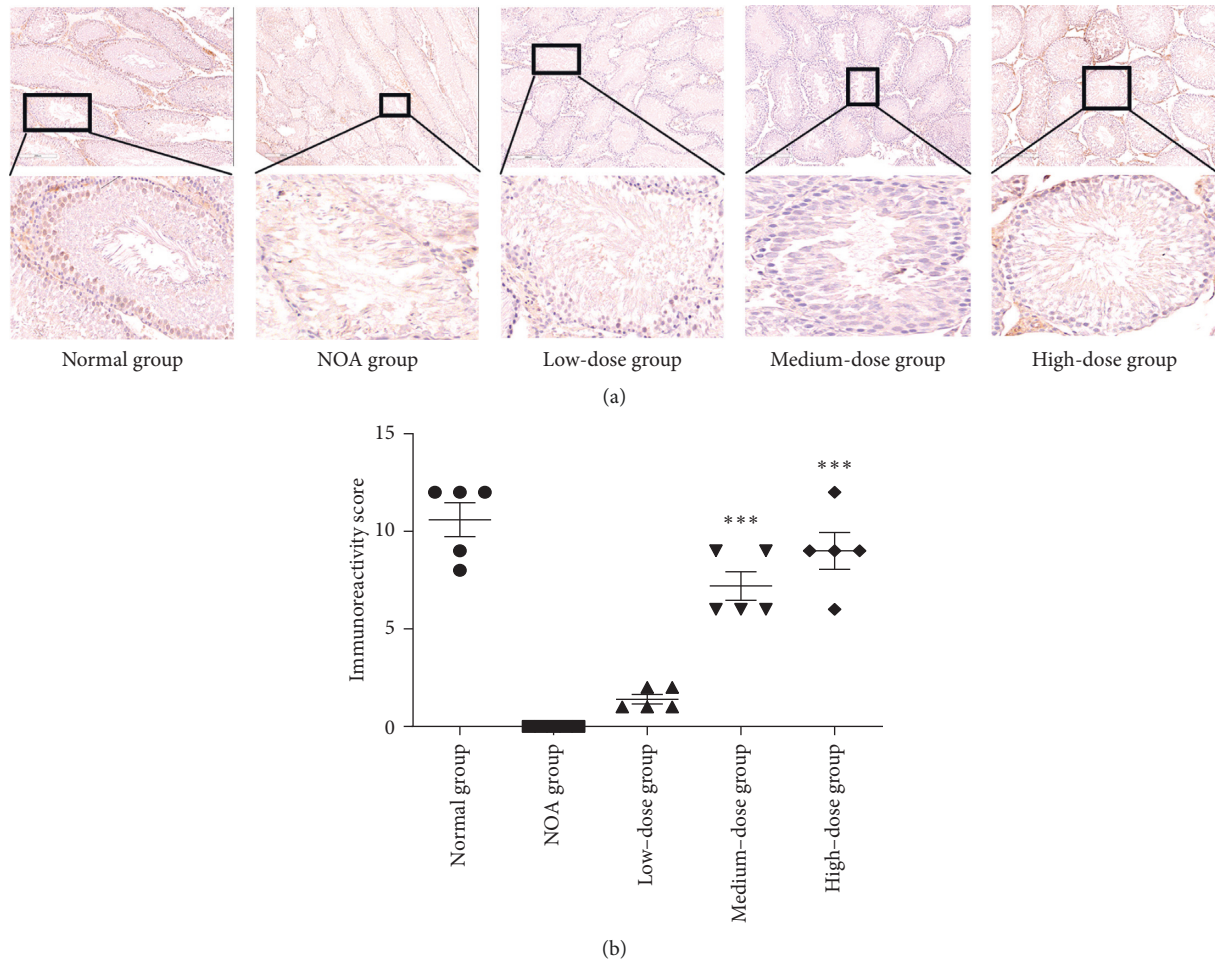 Normal group
NOA group
Low-dose group
Medium-dose group
High-dose group
(a)
15
10
5
0
Immunoreactivity score
***
***
Normal group
NOA group
Low–dose group
Medium–dose group
High–dose group
(b)